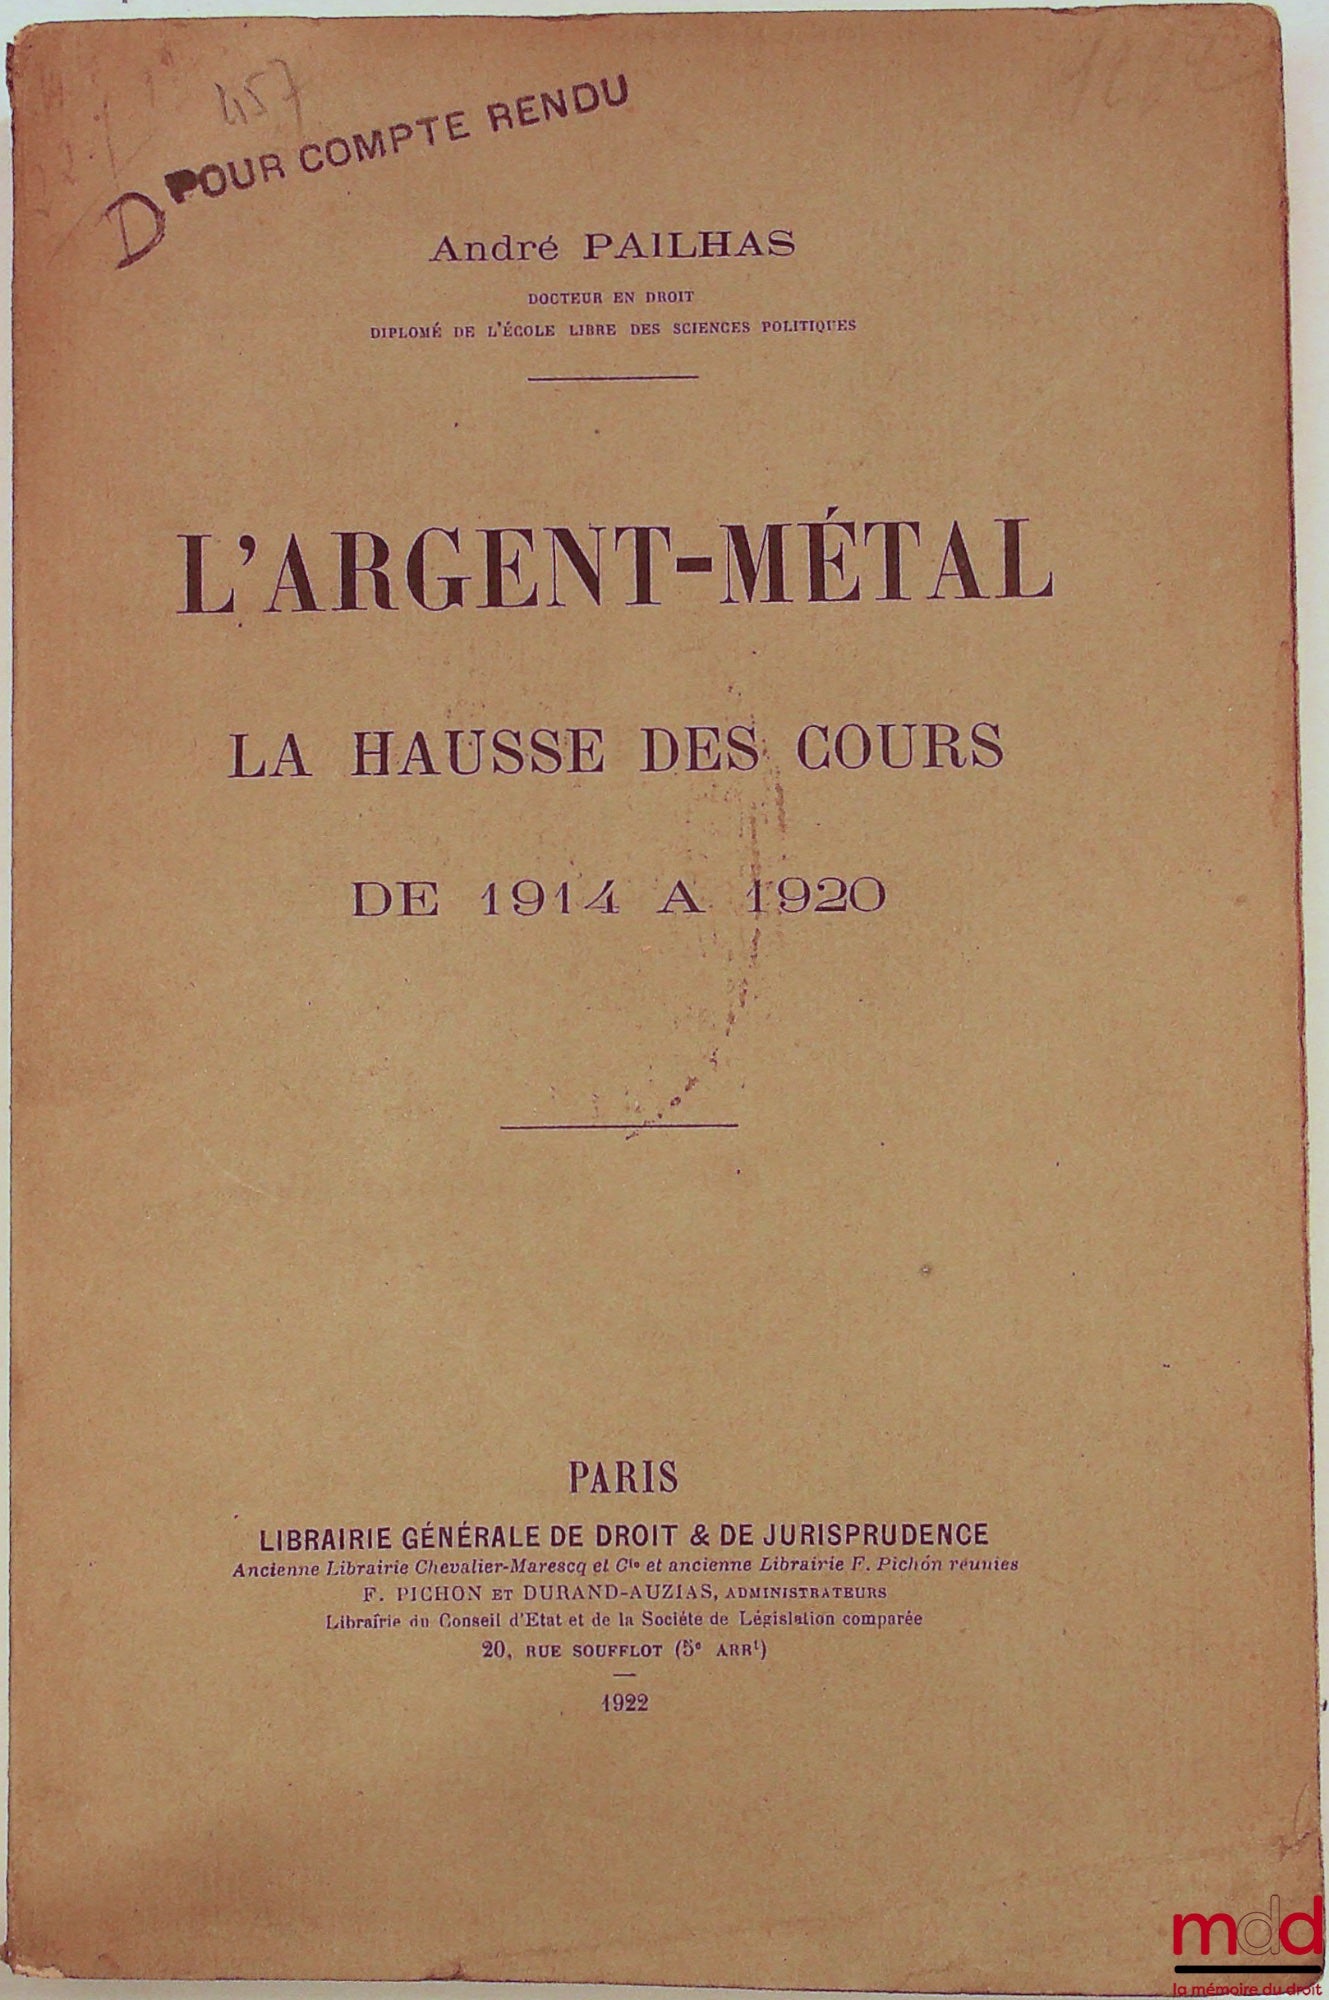 457
D POUR COMPTE RENDU
André PAILHAS
DOCTEUR EN DROIT
DIPLOMÉ DE L'ÉCOLE LIBRE DES SCIENCES POLITIQUES
L'ARGENT-MÉTAL
LA HAUSSE DES COURS
DE 1914 A 1920
PARIS
LIBRAIRIE GÉNÉRALE DE DROIT & DE JURISPRUDENCE
Ancienne Librairie Chevalier-Marescq et Cie et ancienne Librairie F. Pichon réunies
F. PICHON ET DURAND-AUZIAS, ADMINISTRATEURS
Librairie du Conseil d'Etat et de la Société de Législation comparée
20, RUE SOUFFLOT (5e ARRt)
1922
mdd
la mémoire du droit